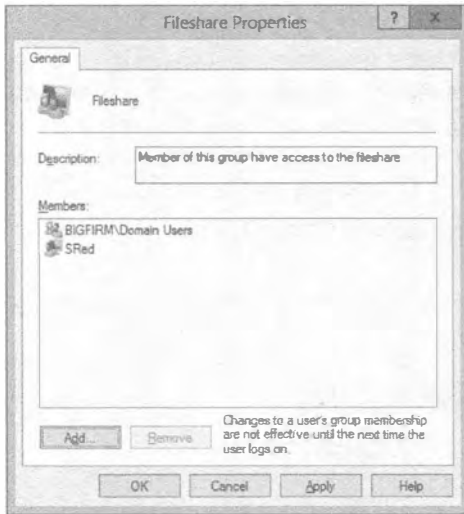 Fileshare Properties
?
x
General
Fileshare
Description:
Member of this group have access to the fileshare
Members:
BIGFIRM\Domain Users
SRed
Add...
Remove
Changes to a user's group membership
are not effective until the next time the
user logs on.
OK
Cancel
Apply
Help